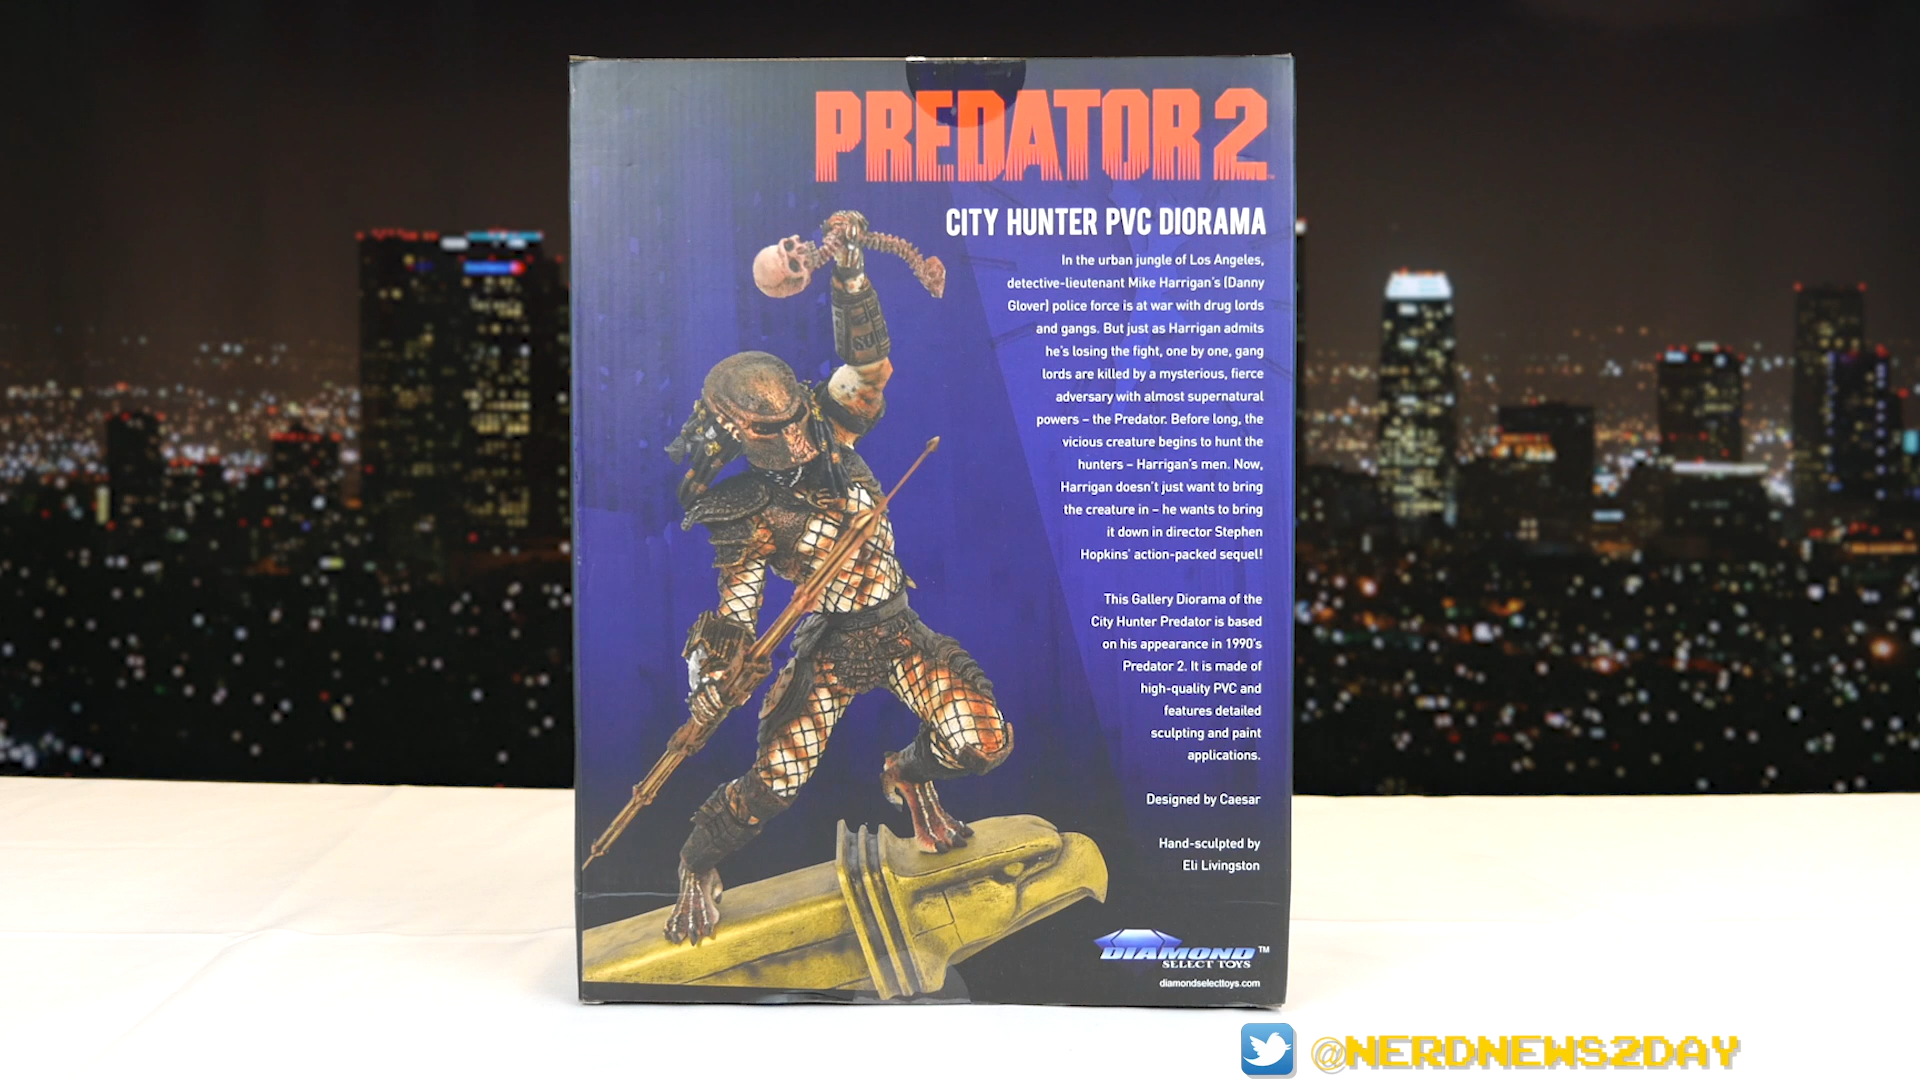 PREDATOR 2
CITY HUNTER PVC DIORAMA
In the urban jungle of Los Angeles,
detective-lieutenant Mike Harrigan's (Danny
Glover) police force is at war with drug lords
and gangs. But just as Harrigan admits
he's losing the fight, one by one, gang
lords are killed by a mysterious, fierce
adversary with almost supernatural
powers – the Predator. Before long, the
vicious creature begins to hunt the
hunters – Harrigan's men. Now,
Harrigan doesn't just want to bring
the creature in – he wants to bring
it down in director Stephen
Hopkins' action-packed sequel!
This Gallery Diorama of the
City Hunter Predator is based
on his appearance in 1990's
Predator 2. It is made of
high-quality PVC and
features detailed
sculpting and paint
applications.
Designed by Caesar
Hand-sculpted by
Eli Livingston
DIAMOND™
SELECT TOYS
diamondselecttoys.com
@NERDNEWS2DAY